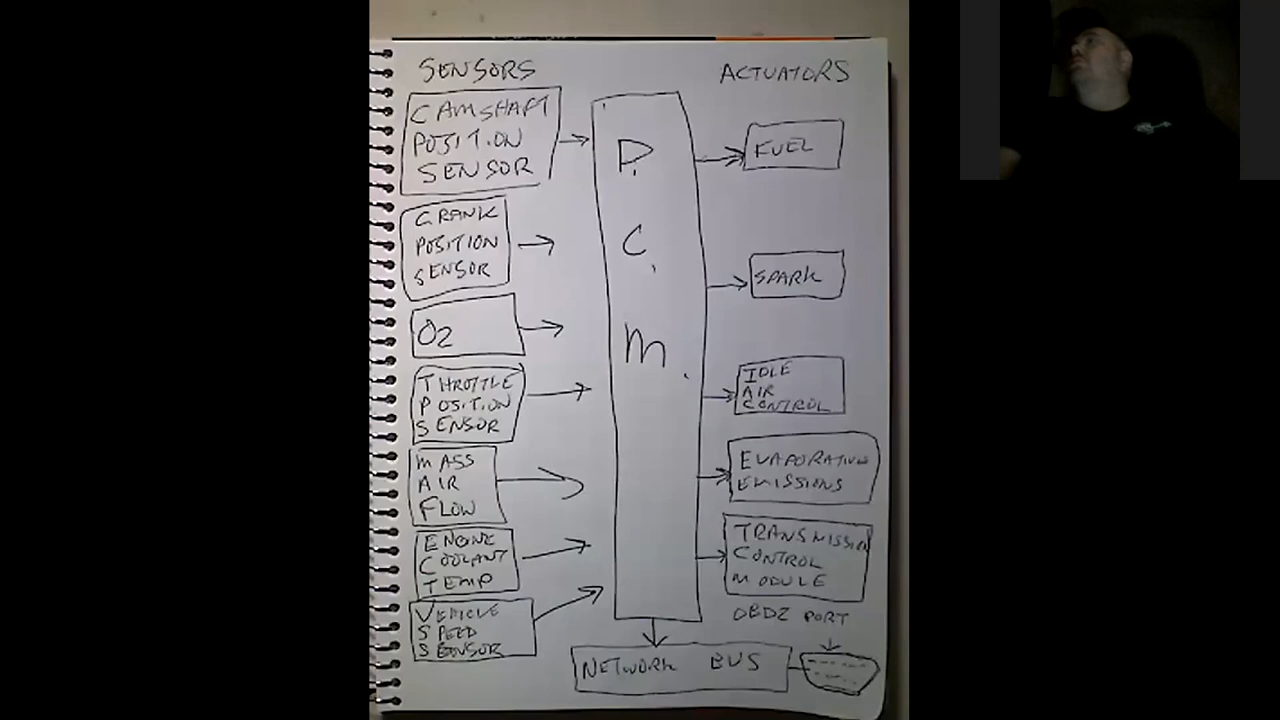 SENSORS
CAMSHAFT
POSITION
SENSOR
CRANK
POSITION
SENSOR
O2
THROTTLE
POSITION
SENSOR
MASS
AIR
FLOW
ENGINE
COOLANT
TEMP
VEHICLE
SPEED
SENSOR
P.
C.
M.
ACTUATORS
FUEL
SPARK
IDLE
AIR
CONTROL
EVAPORATIVE
EMISSIONS
TRANSMISSION
CONTROL
MODULE
OBD2 PORT
NETWORK BUS